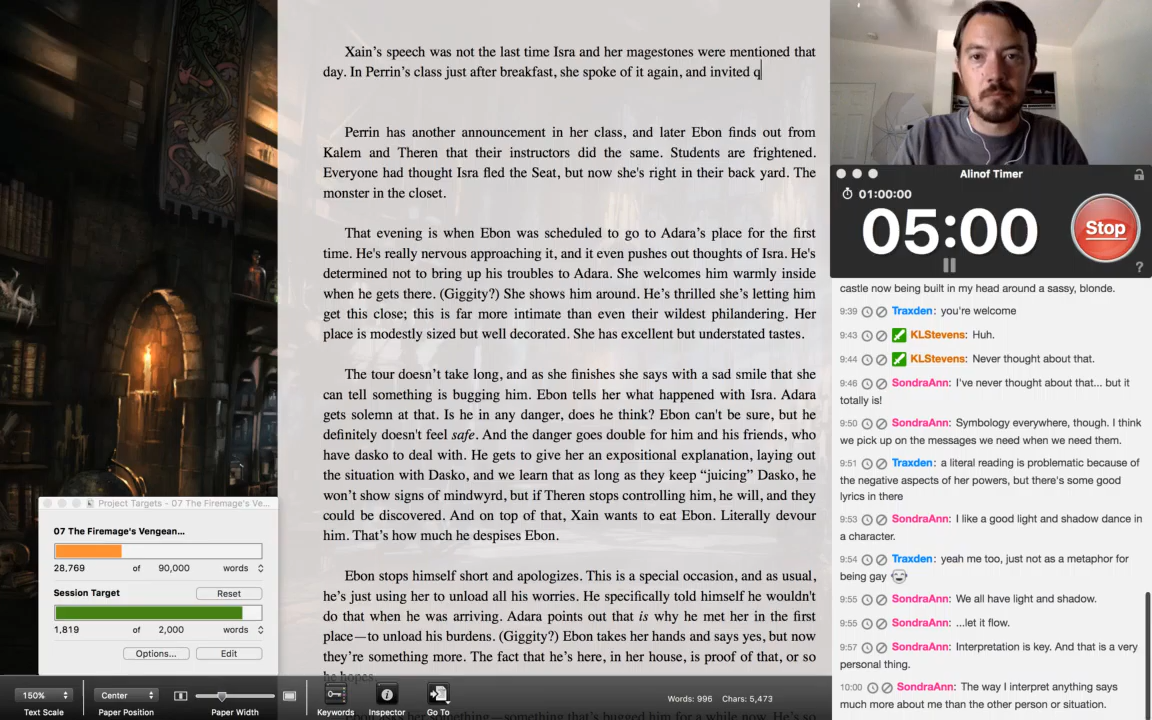 Xain's speech was not the last time Isra and her magestones were mentioned that
day. In Perrin's class just after breakfast, she spoke of it again, and invited q
Perrin has another announcement in her class, and later Ebon finds out from
Kalem and Theren that their instructors did the same. Students are frightened.
Everyone had thought Isra fled the Seat, but now she's right in their back yard. The
monster in the closet.
That evening is when Ebon was scheduled to go to Adara's place for the first
time. He's really nervous approaching it, and it even pushes out thoughts of Isra. He's
determined not to bring up his troubles to Adara. She welcomes him warmly inside
when he gets there. (Giggity?) She shows him around. He's thrilled she's letting him
get this close; this is far more intimate than even their wildest philandering. Her
place is modestly sized but well decorated. She has excellent but understated tastes.
The tour doesn't take long, and as she finishes she says with a sad smile that she
can tell something is bugging him. Ebon tells her what happened with Isra. Adara
gets solemn at that. Is he in any danger, does he think? Ebon can't be sure, but he
definitely doesn't feel safe. And the danger goes double for him and his friends, who
have dasko to deal with. He gets to give her an expositional explanation, laying out
the situation with Dasko, and we learn that as long as they keep “juicing” Dasko, he
won't show signs of mindwyrd, but if Theren stops controlling him, he will, and they
could be discovered. And on top of that, Xain wants to eat Ebon. Literally devour
him. That's how much he despises Ebon.
Ebon stops himself short and apologizes. This is a special occasion, and as usual,
he's just using her to unload all his worries. He specifically told himself he wouldn't
do that when he was arriving. Adara points out that is why he met her in the first
place—to unload his burdens. (Giggity?) Ebon takes her hands and says yes, but now
they're something more. The fact that he's here, in her house, is proof of that, or so
he hopes.
Project Targets - 07 The Firemage's Ve...
07 The Firemage's Vengean...
28,769 of 90,000 words
Session Target
Reset
1,819 of 2,000 words
Options...
Edit
150%
Text Scale
Center
Paper Position
Paper Width
Keywords
Inspector
Go To
Words: 996 Chars: 5,473
Alinof Timer
01:00:00
05:00
Stop
?
castle now being built in my head around a sassy, blonde.
9:39 Traxden: you're welcome
9:43 KLStevens: Huh.
9:44 KLStevens: Never thought about that.
9:46 SondraAnn: I've never thought about that... but it
totally is!
9:50 SondraAnn: Symbology everywhere, though. I think
we pick up on the messages we need when we need them.
9:51 Traxden: a literal reading is problematic because of
the negative aspects of her powers, but there's some good
lyrics in there
9:53 SondraAnn: I like a good light and shadow dance in
a character.
9:54 Traxden: yeah me too, just not as a metaphor for
being gay
9:55 SondraAnn: We all have light and shadow.
9:55 SondraAnn: ...let it flow.
9:57 SondraAnn: Interpretation is key. And that is a very
personal thing.
10:00 SondraAnn: The way I interpret anything says
much more about me than the other person or situation.